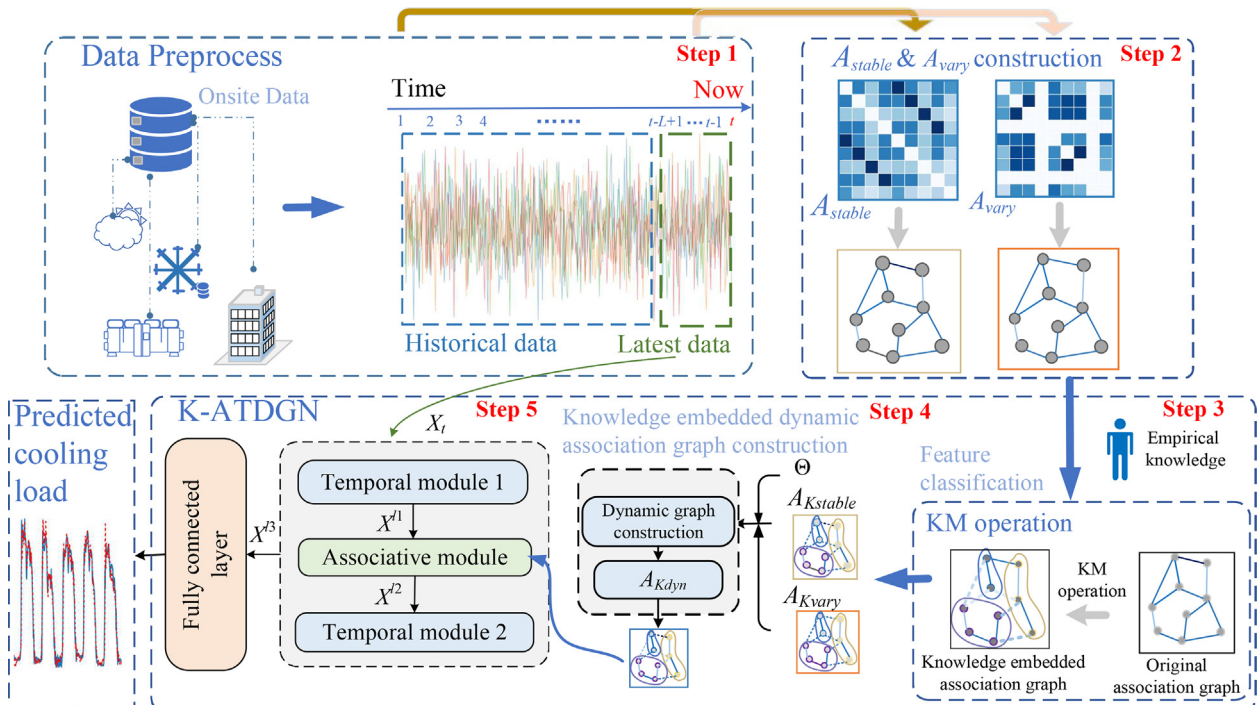 Data Preprocess
Step 1
Onsite Data
Time
Now
1 2 3 4 ······ t-L+1 ··· t-1 t
Historical data
Latest data
A_stable & A_vary construction
Step 2
A_stable
A_vary
Predicted
cooling
load
K-ATDGN
Step 5
X_t
Fully connected
layer
X^l3
Temporal module 1
X^l1
Associative module
X^l2
Temporal module 2
Knowledge embedded dynamic
association graph construction
Step 4
Dynamic graph
construction
A_Kdyn
Θ
A_Kstable
A_Kvary
Step 3
Empirical
knowledge
Feature
classification
KM operation
KM
operation
Knowledge embedded
association graph
Original
association graph